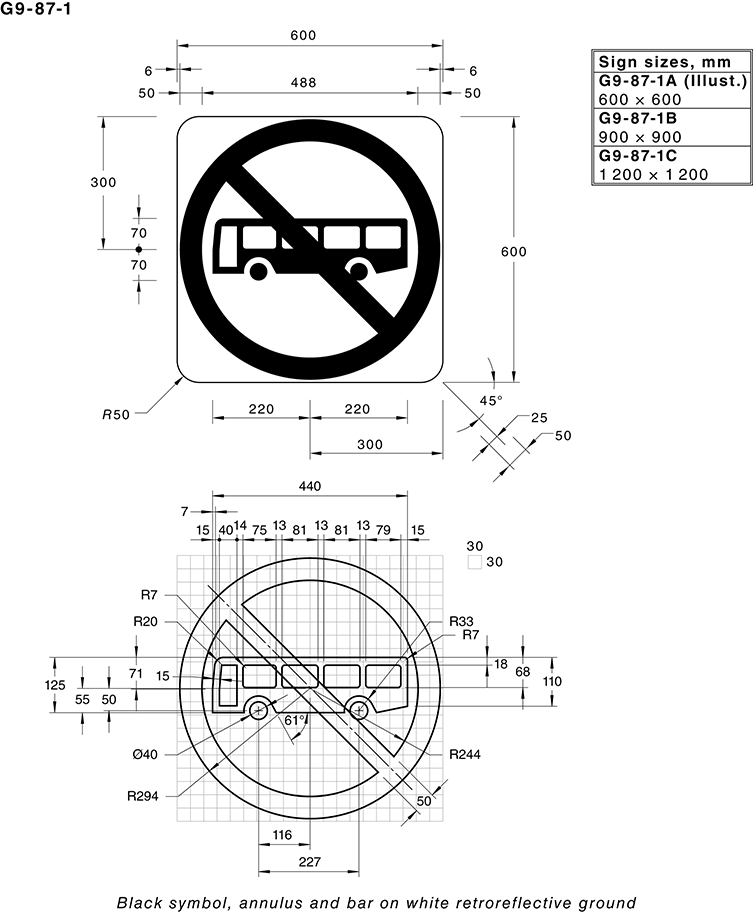 G9-87-1
600
6
6
50
488
50
Sign sizes, mm
G9-87-1A (Illust.)
600 × 600
G9-87-1B
900 × 900
G9-87-1C
1 200 × 1 200
300
70
70
600
R50
220
220
300
45°
25
50
440
7
15
40
14
75
13
81
13
81
13
79
15
30
30
R7
R33
R20
R7
125
55
50
71
15
18
68
110
61°
Ø40
R244
R294
50
116
227
Black symbol, annulus and bar on white retroreflective ground